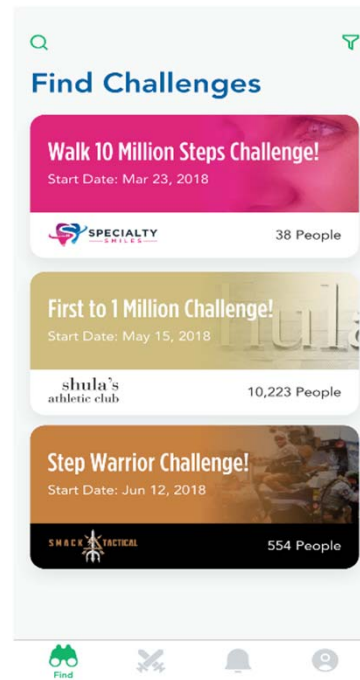 Find Challenges
Walk 10 Million Steps Challenge!
Start Date: Mar 23, 2018
SPECIALTY
SMILES
38 People
First to 1 Million Challenge!
Start Date: May 15, 2018
hula
shula's
athletic club
10,223 People
Step Warrior Challenge!
Start Date: Jun 12, 2018
SMACK TACTICAL
554 People
Find